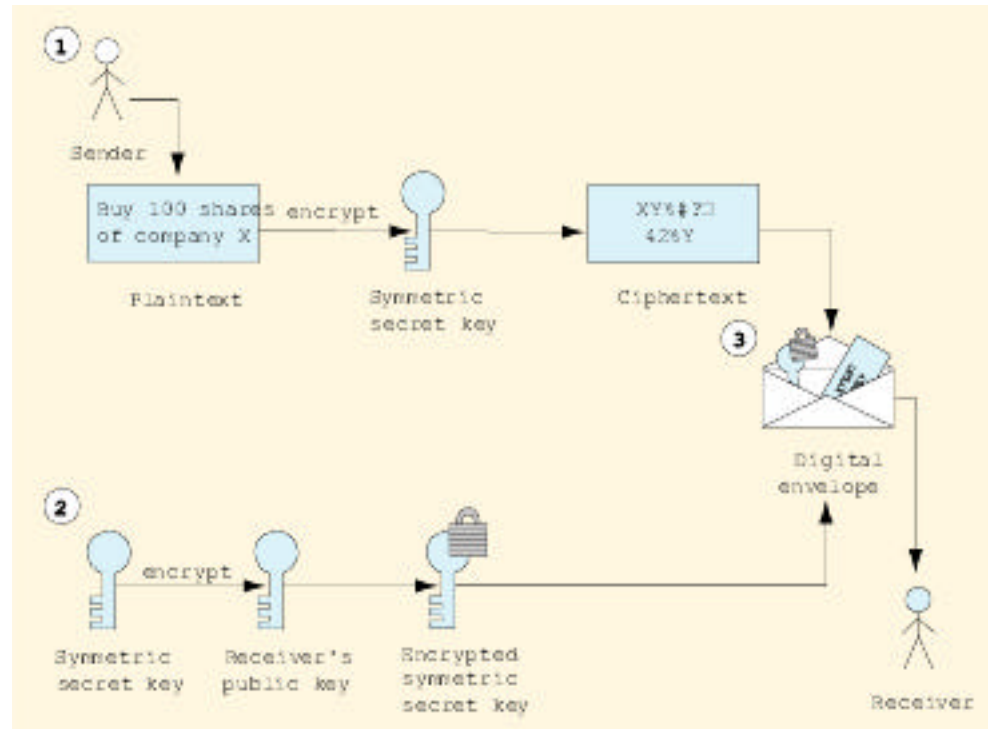 1
Sender
Buy 100 shares
of company X
encrypt
Plaintext
Symmetric
secret key
XY%#?□
42%Y
Ciphertext
3
Digital
envelope
2
encrypt
Symmetric
secret key
Receiver's
public key
Encrypted
symmetric
secret key
Receiver